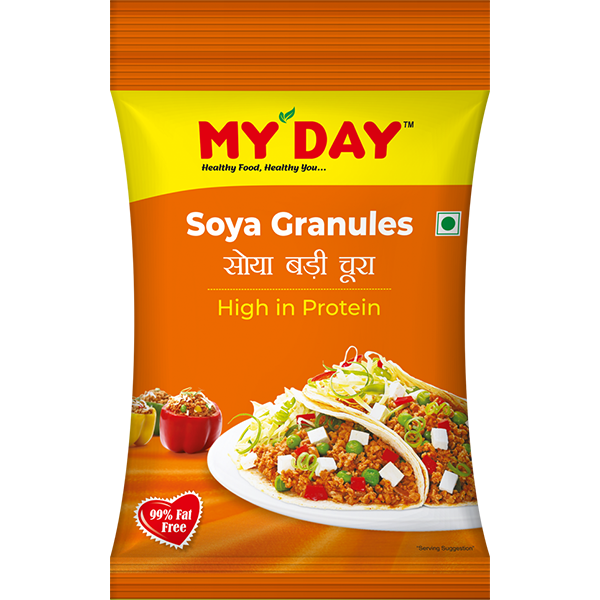 MY DAY™
Healthy Food, Healthy You...
Soya Granules
सोया बड़ी चूरा
High in Protein
99% Fat
Free
"Serving Suggestion"